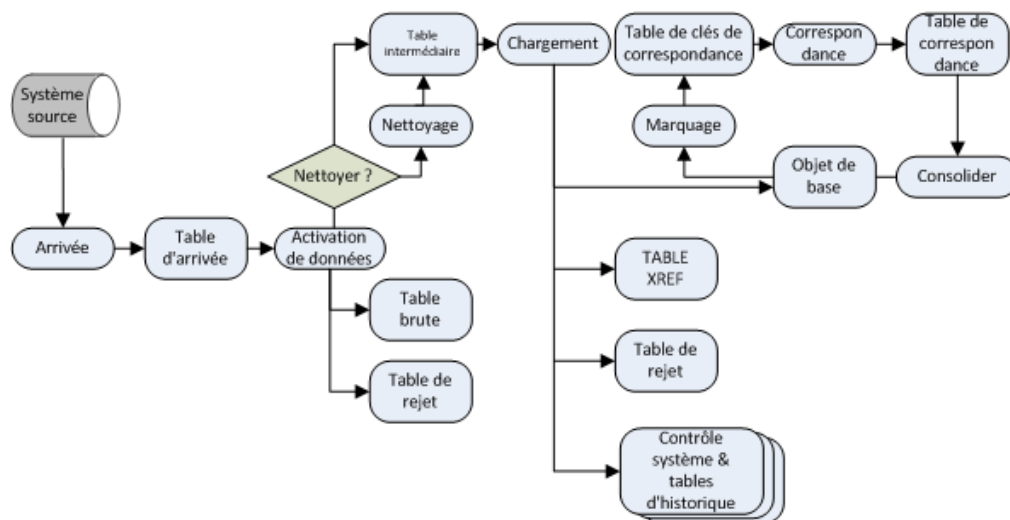 Système
source
Arrivée
Table
d'arrivée
Activation
de données
Nettoyer ?
Nettoyage
Table
intermédiaire
Chargement
Table
brute
Table de
rejet
Table de clés de
correspondance
Correspon
dance
Table de
correspon
dance
Marquage
Objet de
base
Consolider
TABLE
XREF
Table de
rejet
Contrôle
système &
tables
d'historique